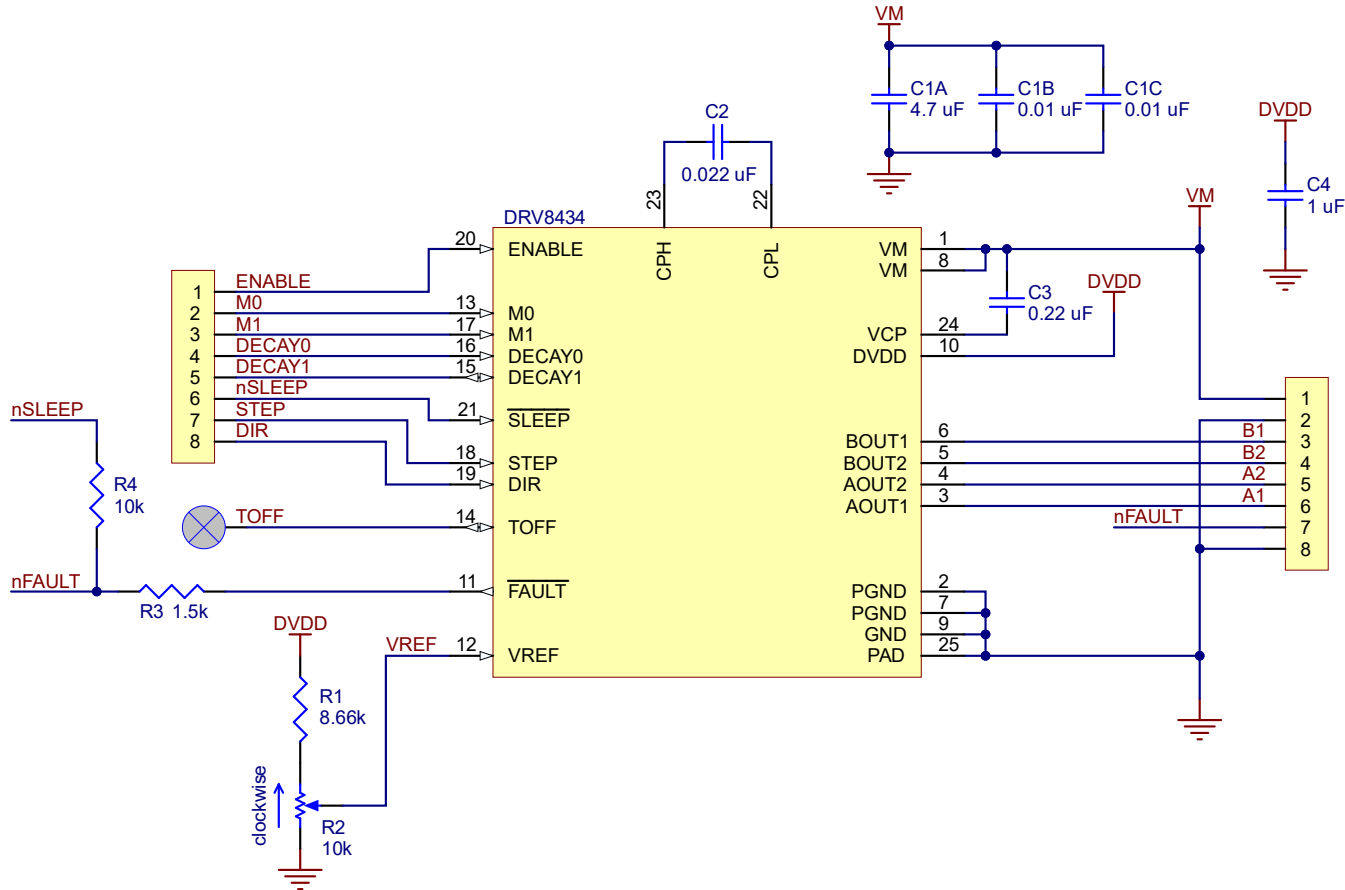 VM
C1A
4.7 uF
C1B
0.01 uF
C1C
0.01 uF
DVDD
C4
1 uF
C2
0.022 uF
23
22
DRV8434
CPH
CPL
20 ENABLE
13 M0
17 M1
16 DECAY0
15 DECAY1
21 SLEEP
18 STEP
19 DIR
14 TOFF
11 FAULT
12 VREF
VM 1
VM 8
VCP 24
DVDD 10
BOUT1 6
BOUT2 5
AOUT2 4
AOUT1 3
PGND 2
PGND 7
GND 9
PAD 25
1 ENABLE
2 M0
3 M1
4 DECAY0
5 DECAY1
6 nSLEEP
7 STEP
8 DIR
nSLEEP
R4
10k
TOFF
nFAULT
R3 1.5k
DVDD
VREF
R1
8.66k
clockwise
R2
10k
VM
C3
0.22 uF
DVDD
1
2
B1 3
B2 4
A2 5
A1 6
nFAULT 7
8